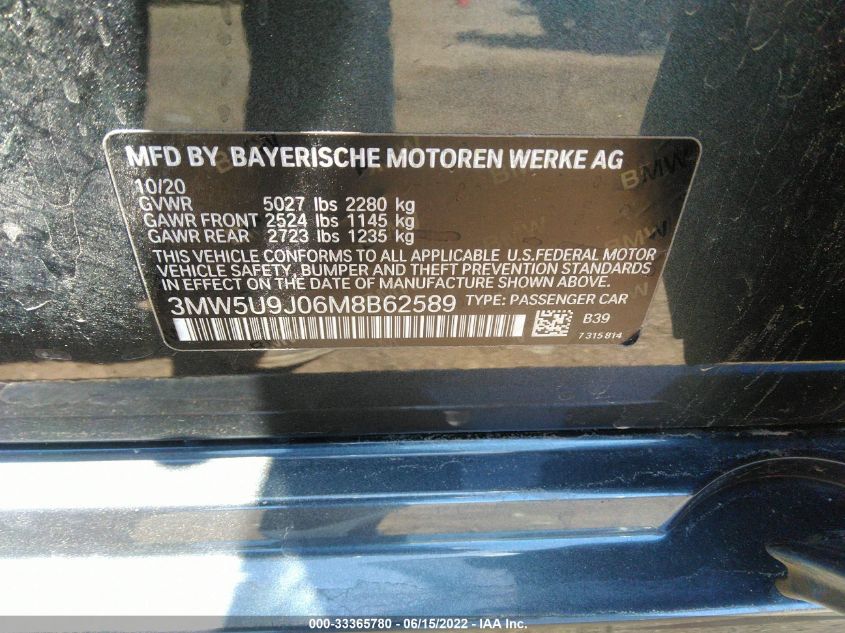 MFD BY BAYERISCHE MOTOREN WERKE AG
10/20
GVWR 5027 lbs 2280 kg
GAWR FRONT 2524 lbs 1145 kg
GAWR REAR 2723 lbs 1235 kg
THIS VEHICLE CONFORMS TO ALL APPLICABLE U.S.FEDERAL MOTOR
VEHICLE SAFETY, BUMPER AND THEFT PREVENTION STANDARDS
IN EFFECT ON THE DATE OF MANUFACTURE SHOWN ABOVE.
3MW5U9J06M8B62589 TYPE: PASSENGER CAR
B39
7 315 814
BMW
BMW
000-33365780 - 06/15/2022 - IAA Inc.